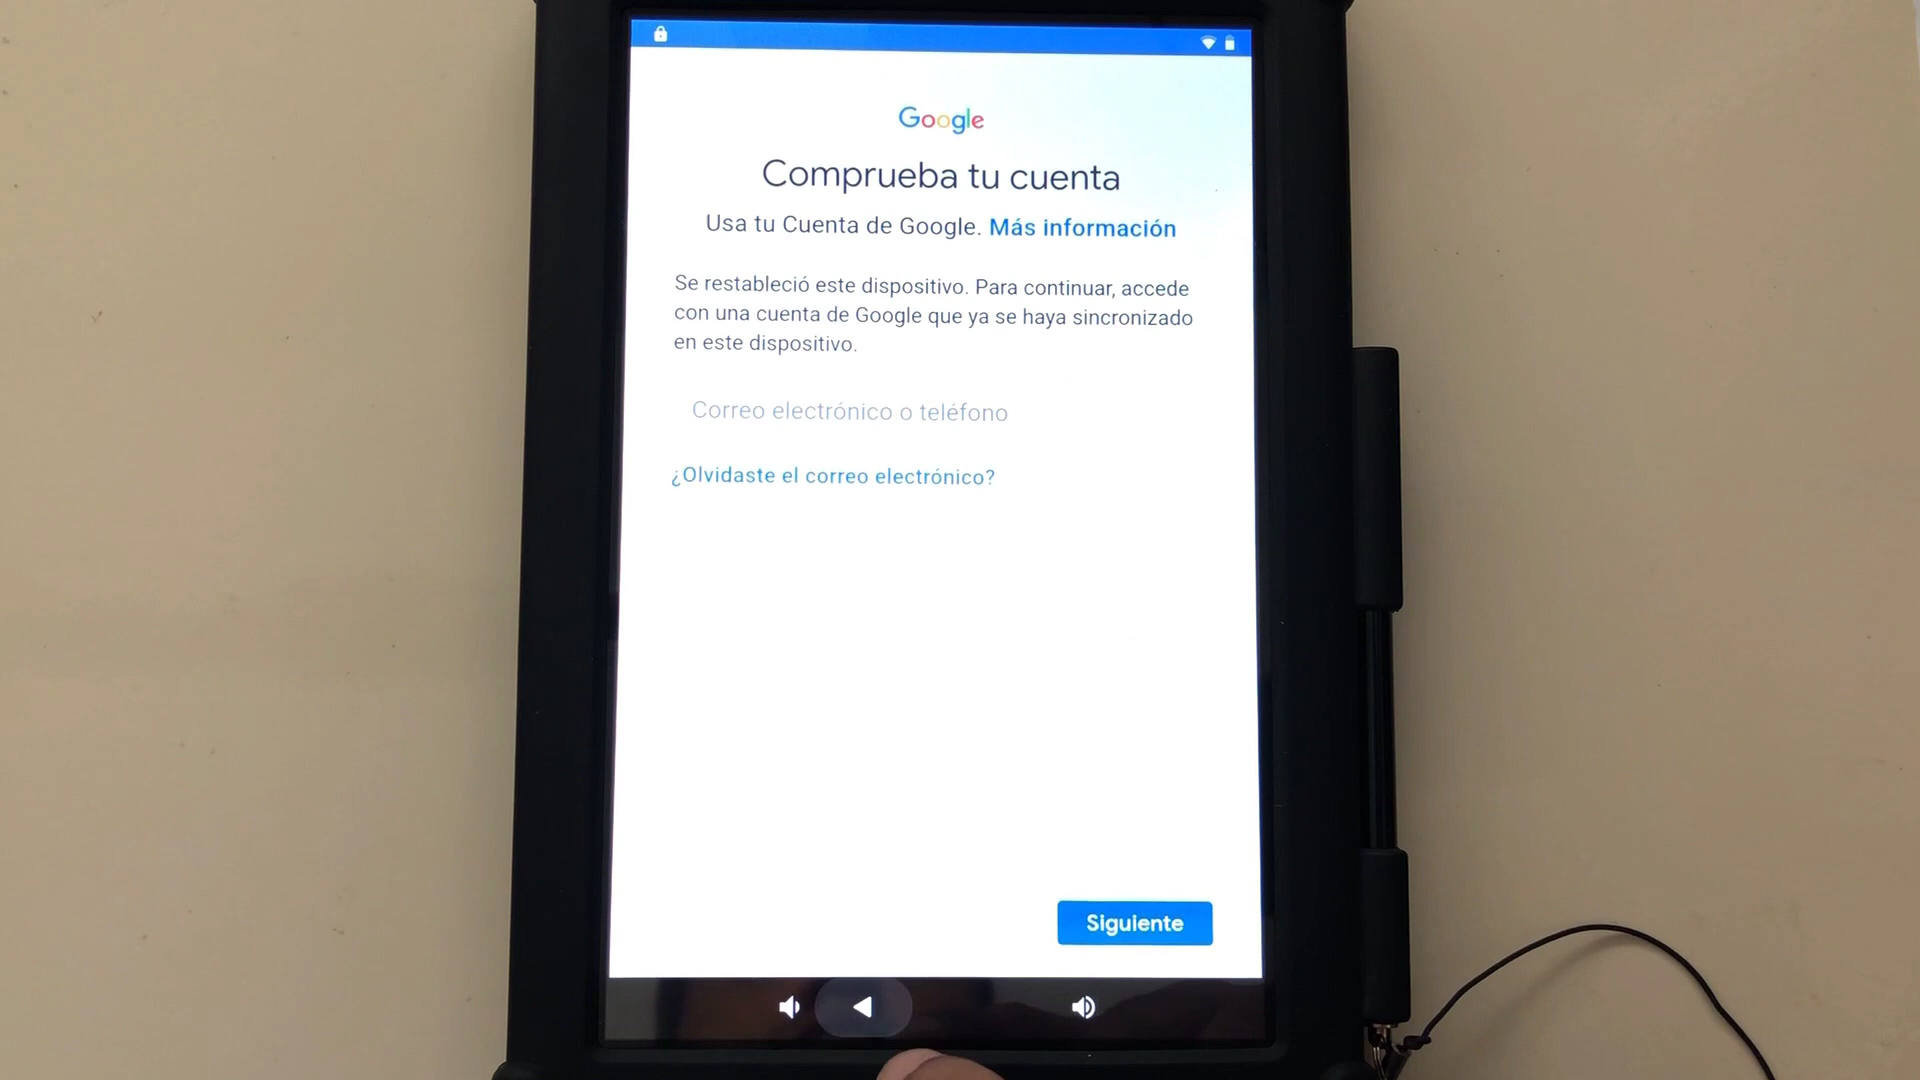 Google
Comprueba tu cuenta
Usa tu Cuenta de Google. Más información
Se restableció este dispositivo. Para continuar, accede
con una cuenta de Google que ya se haya sincronizado
en este dispositivo.
Correo electrónico o teléfono
¿Olvidaste el correo electrónico?
Siguiente